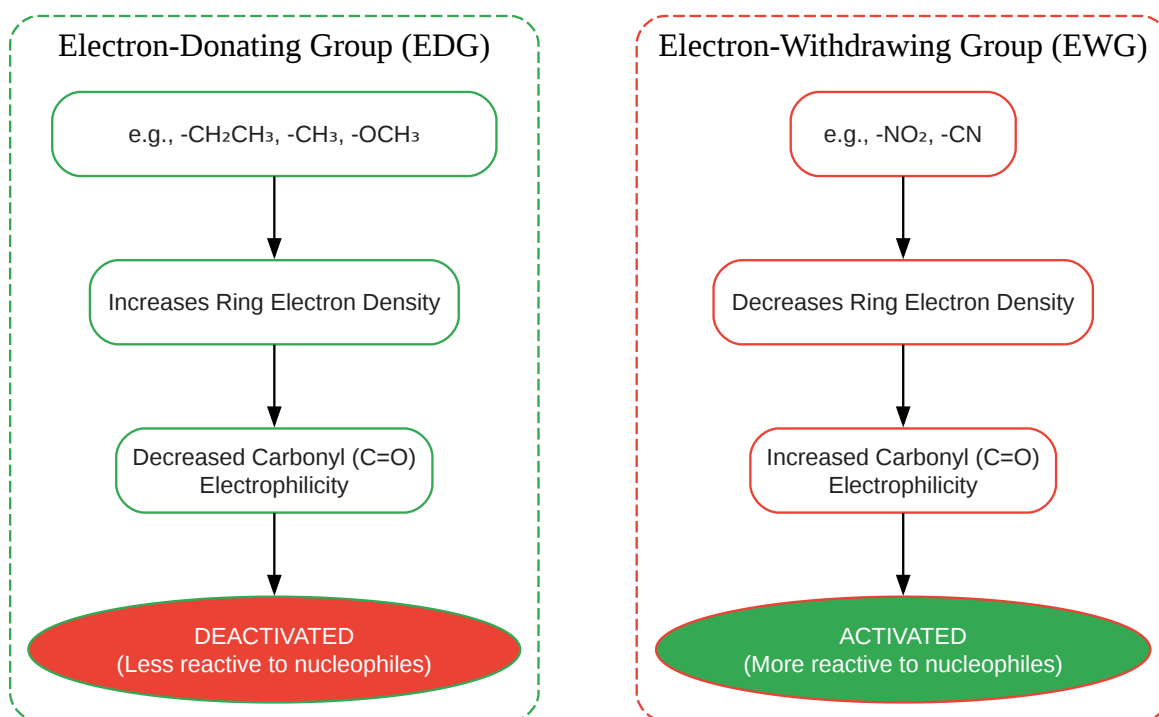 Electron-Donating Group (EDG)
e.g., -CH₂CH₃, -CH₃, -OCH₃
Increases Ring Electron Density
Decreased Carbonyl (C=O)
Electrophilicity
DEACTIVATED
(Less reactive to nucleophiles)
Electron-Withdrawing Group (EWG)
e.g., -NO₂, -CN
Decreases Ring Electron Density
Increased Carbonyl (C=O)
Electrophilicity
ACTIVATED
(More reactive to nucleophiles)